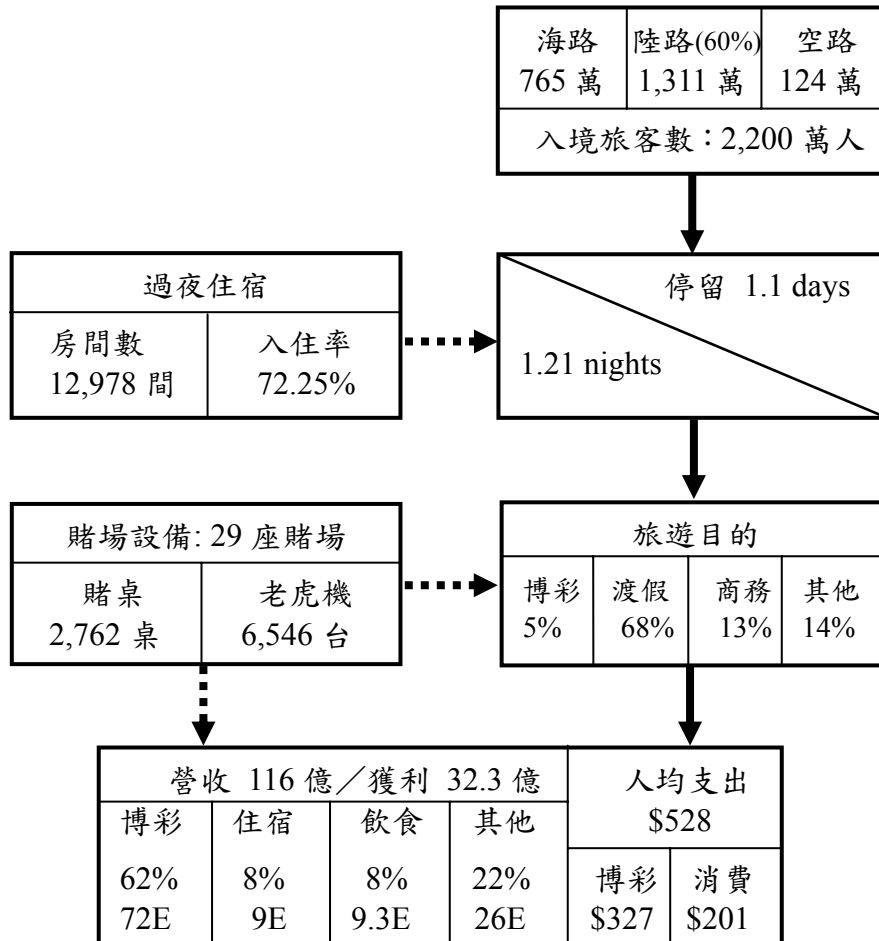 海路 陸路(60%) 空路
765 萬 1,311 萬 124 萬
入境旅客數：2,200 萬人
停留 1.1 days
1.21 nights
過夜住宿
房間數 入住率
12,978 間 72.25%
賭場設備: 29 座賭場
賭桌 老虎機
2,762 桌 6,546 台
旅遊目的
博彩 渡假 商務 其他
5% 68% 13% 14%
營收 116 億／獲利 32.3 億
博彩 住宿 飲食 其他
62% 8% 8% 22%
72E 9E 9.3E 26E
人均支出
$528
博彩 消費
$327 $201